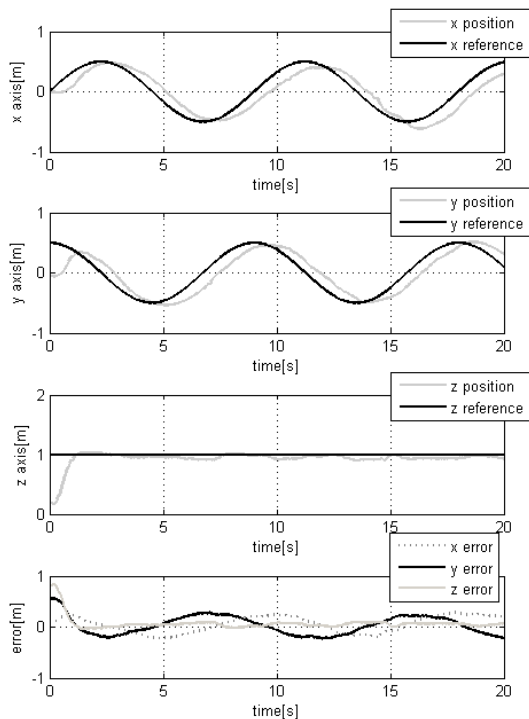 x position
x reference
x axis[m]
1
0
-1
0
5
10
15
20
time[s]
y position
y reference
y axis[m]
1
0
-1
0
5
10
15
20
time[s]
z position
z reference
z axis[m]
2
1
0
0
5
10
15
20
time[s]
x error
y error
z error
error[m]
1
0
-1
0
5
10
15
20
time[s]